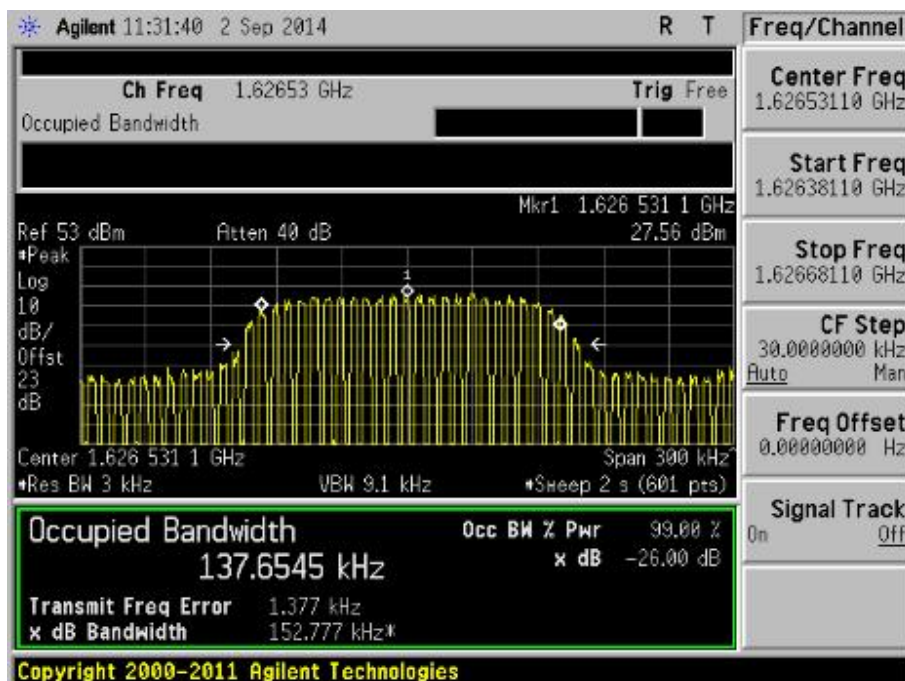 Agilent 11:31:40 2 Sep 2014 R T Freq/Channel
Ch Freq 1.62653 GHz Trig Free
Occupied Bandwidth
Center Freq
1.62653110 GHz
Start Freq
1.62638110 GHz
Stop Freq
1.62668110 GHz
CF Step
30.0000000 kHz
Auto Man
Freq Offset
0.00000000 Hz
Signal Track
On Off
Mkr1 1.626 531 1 GHz
Ref 53 dBm Atten 40 dB 27.56 dBm
*Peak
Log
10
dB/
Offst
23
dB
1
Center 1.626 531 1 GHz Span 300 kHz^
*Res BW 3 kHz VBW 9.1 kHz *Sweep 2 s (601 pts)
Occupied Bandwidth Occ BW % Pwr 99.00 %
137.6545 kHz x dB -26.00 dB
Transmit Freq Error 1.377 kHz
x dB Bandwidth 152.777 kHz*
Copyright 2000-2011 Agilent Technologies